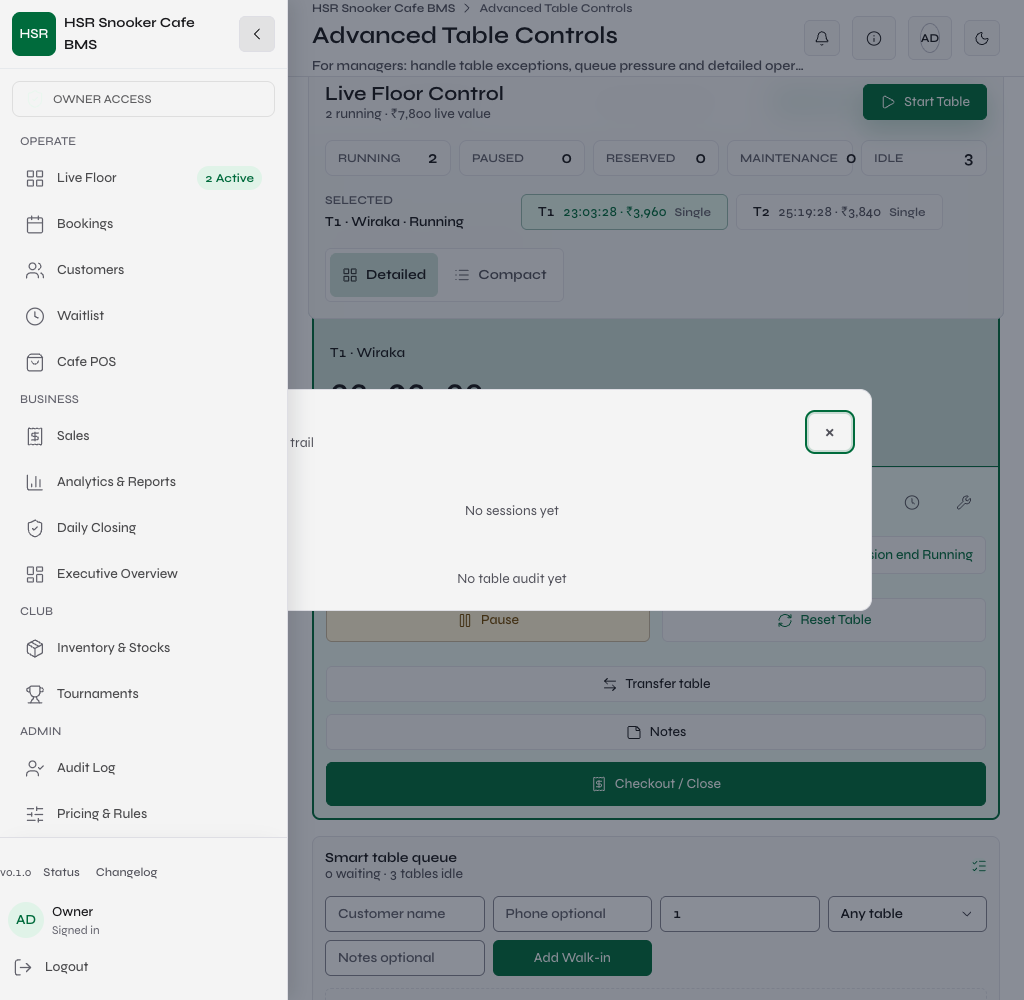 HSR
HSR Snooker Cafe
BMS
OWNER ACCESS
OPERATE
Live Floor
2 Active
Bookings
Customers
Waitlist
Cafe POS
BUSINESS
Sales
Analytics & Reports
Daily Closing
Executive Overview
CLUB
Inventory & Stocks
Tournaments
ADMIN
Audit Log
Pricing & Rules
v0.1.0 Status Changelog
AD
Owner
Signed in
Logout
HSR Snooker Cafe BMS > Advanced Table Controls
Advanced Table Controls
For managers: handle table exceptions, queue pressure and detailed oper...
AD
Live Floor Control
2 running · ₹7,800 live value
Start Table
RUNNING 2
PAUSED 0
RESERVED 0
MAINTENANCE 0
IDLE 3
SELECTED
T1 · Wiraka · Running
T1 23:03:28 · ₹3,960 Single
T2 25:19:28 · ₹3,840 Single
Detailed
Compact
T1 · Wiraka
trail
×
No sessions yet
No table audit yet
end Running
Pause
Reset Table
Transfer table
Notes
Checkout / Close
Smart table queue
0 waiting · 3 tables idle
Customer name
Phone optional
1
Any table
Notes optional
Add Walk-in